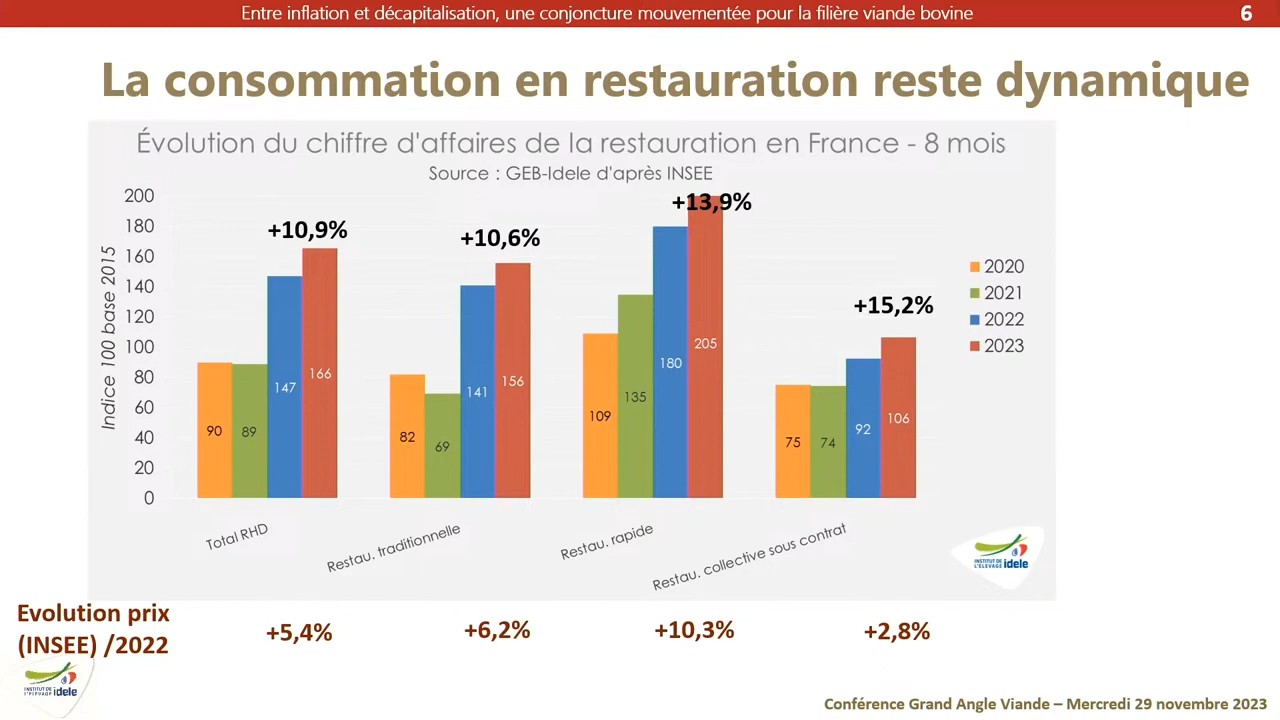 Entre inflation et décapitalisation, une conjoncture mouvementée pour la filière viande bovine
6
La consommation en restauration reste dynamique
Évolution du chiffre d'affaires de la restauration en France - 8 mois
Source : GEB-Idele d'après INSEE
Indice 100 base 2015
200
180
160
140
120
100
80
60
40
20
0
+10,9%
+10,6%
+13,9%
+15,2%
90
89
147
166
82
69
141
156
109
135
180
205
75
74
92
106
2020
2021
2022
2023
Total RHD
Restau. traditionnelle
Restau. rapide
Restau. collective sous contrat
INSTITUT DE
L'ELEVAGE idele
Evolution prix
(INSEE) /2022
+5,4%
+6,2%
+10,3%
+2,8%
INSTITUT DE
L'ELEVAGE idele
Conférence Grand Angle Viande – Mercredi 29 novembre 2023